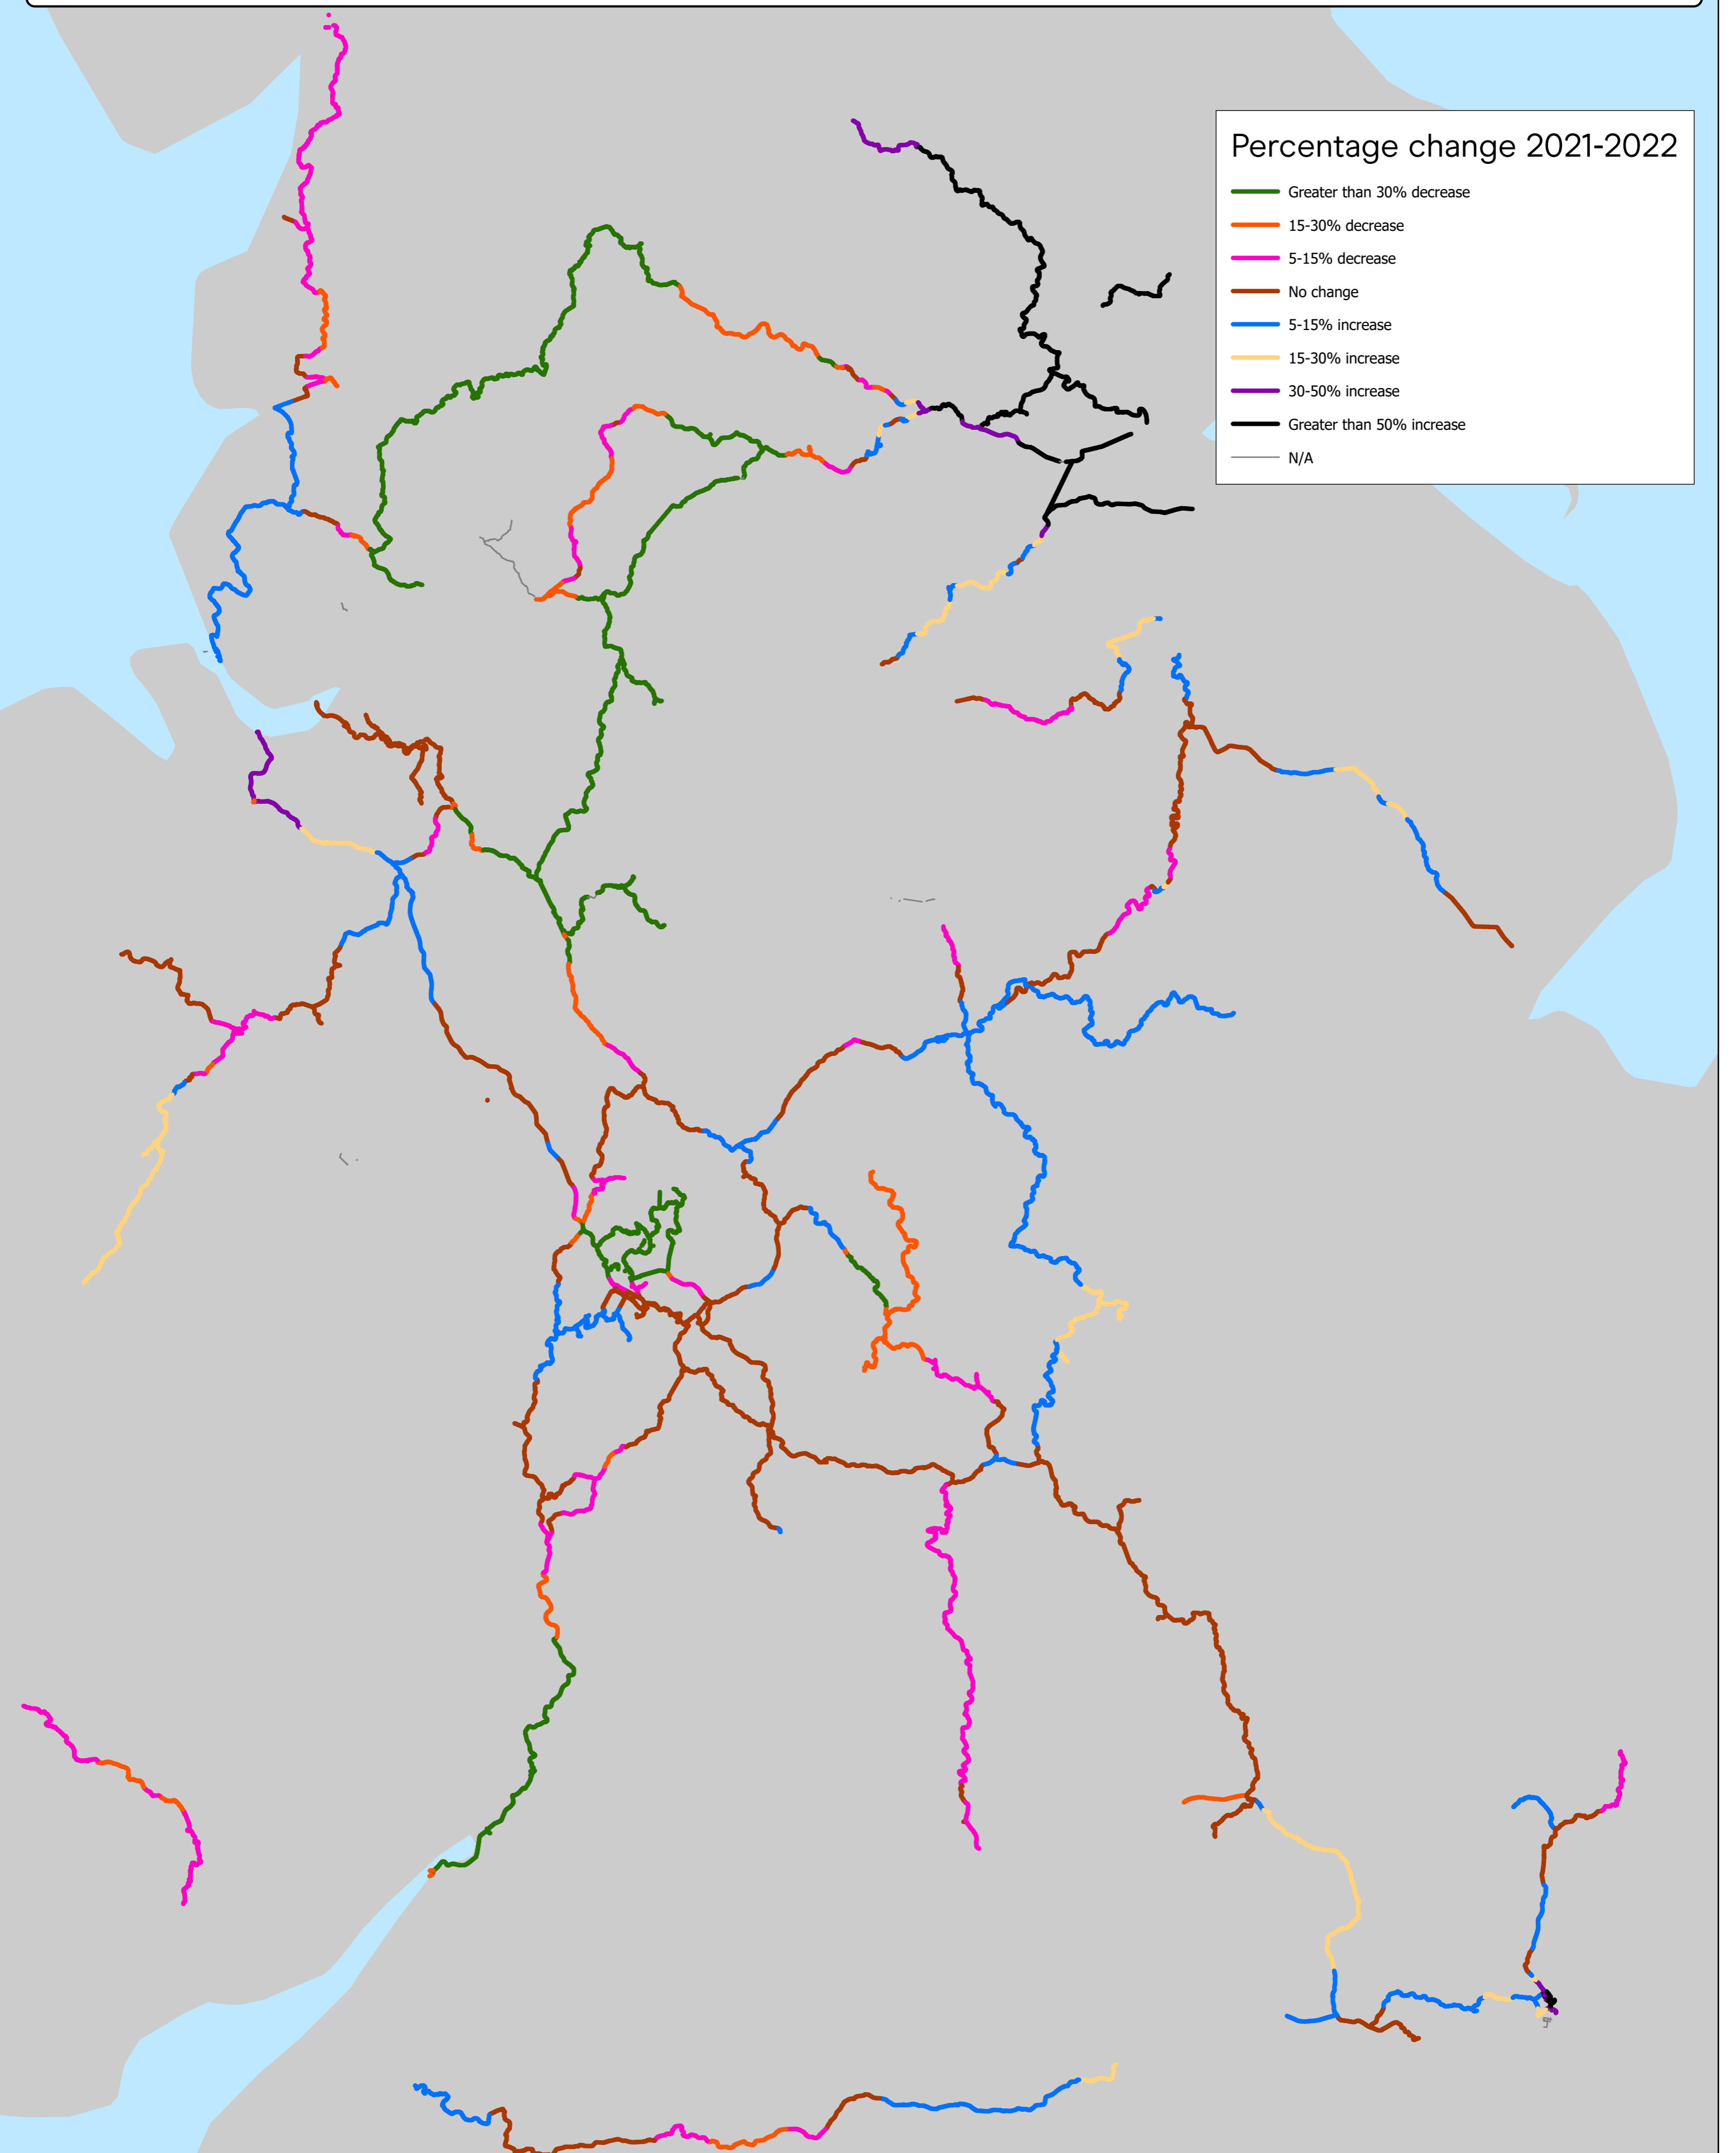 Percentage change 2021-2022
Greater than 30% decrease
15-30% decrease
5-15% decrease
No change
5-15% increase
15-30% increase
30-50% increase
Greater than 50% increase
N/A